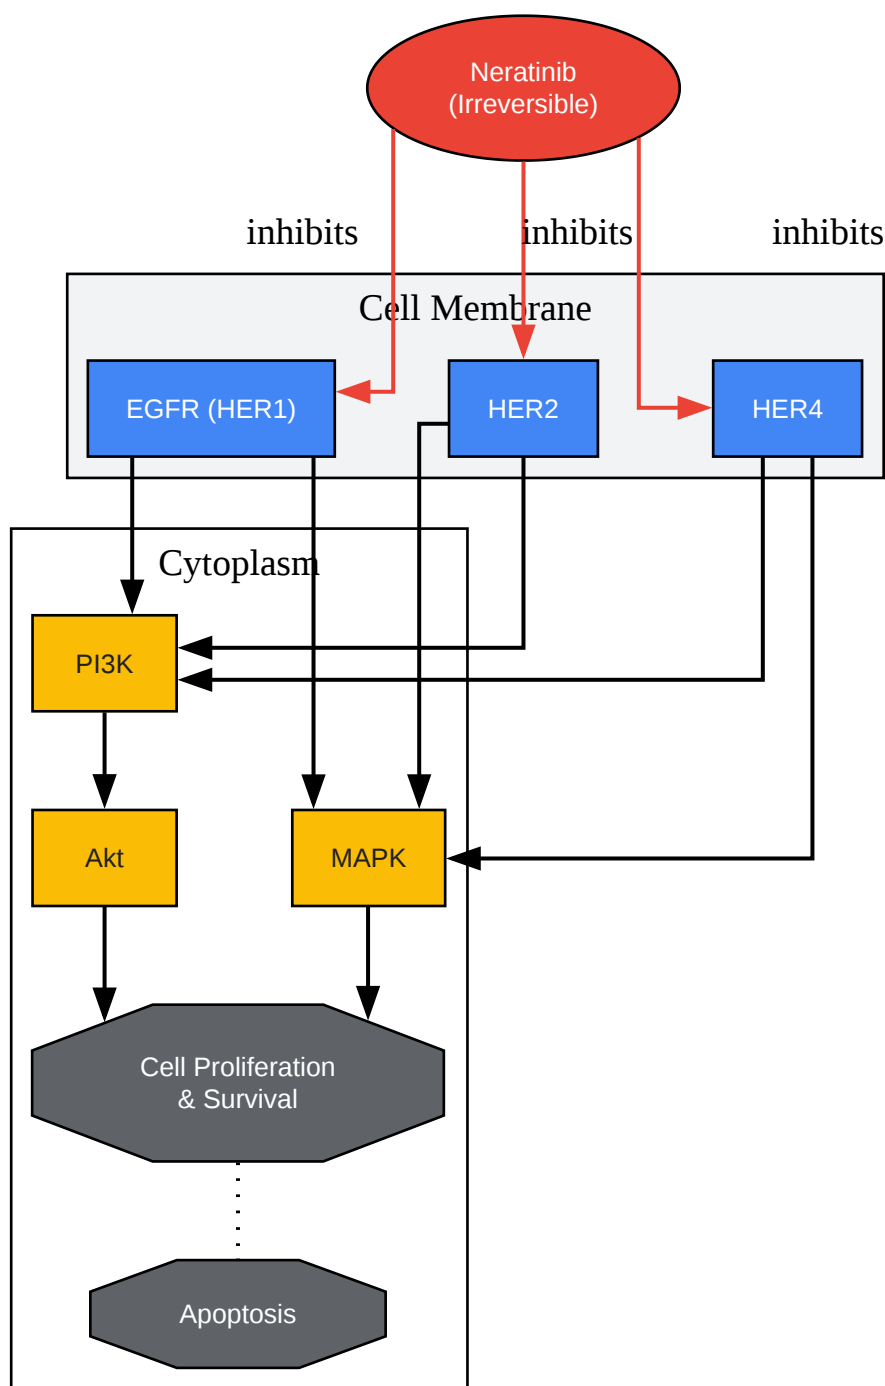 Neratinib
(Irreversible)
inhibits
inhibits
inhibits
Cell Membrane
EGFR (HER1)
HER2
HER4
Cytoplasm
PI3K
Akt
MAPK
Cell Proliferation
& Survival
Apoptosis